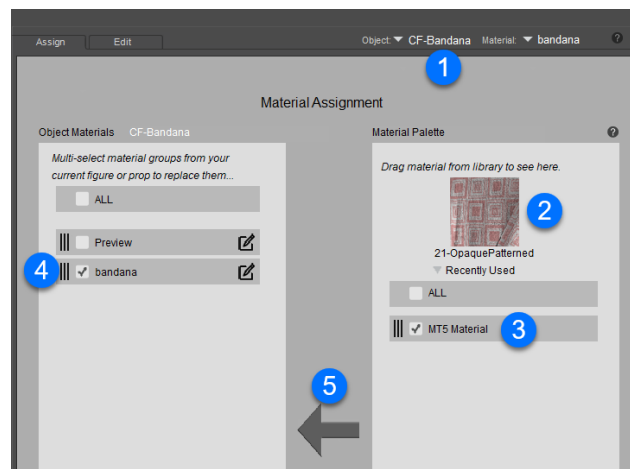 Assign Edit Object: CF-Bandana Material: bandana ?
1
Material Assignment
Object Materials CF-Bandana
Multi-select material groups from your
current figure or prop to replace them...
ALL
Preview
4 bandana
5
Material Palette ?
Drag material from library to see here.
2
21-OpaquePatterned
Recently Used
ALL
MT5 Material 3